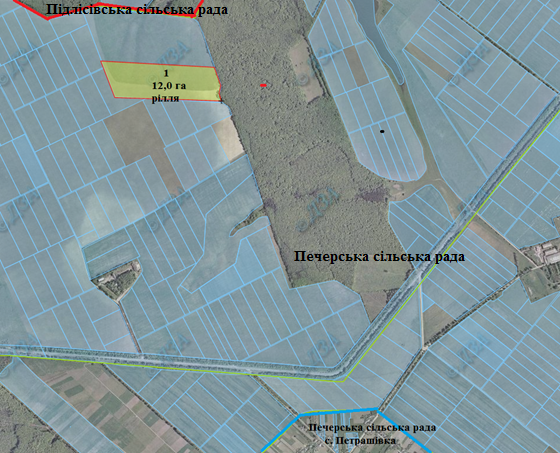 Підлісівська сільська рада
1
12,0 га
рілля
Печерська сільська рада
Печерська сільська рада
с. Петрашівка